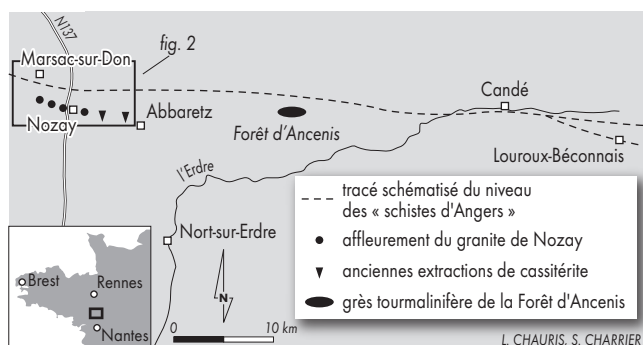 N137
fig. 2
Marsac-sur-Don
Nozay
Abbaretz
Forêt d'Ancenis
Candé
Louroux-Béconnais
l'Erdre
Nort-sur-Erdre
tracé schématisé du niveau
des « schistes d'Angers »
affleurement du granite de Nozay
anciennes extractions de cassitérite
grès tourmalinifère de la Forêt d'Ancenis
Brest
Rennes
Nantes
N
0
10 km
L. CHAURIS, S. CHARRIER